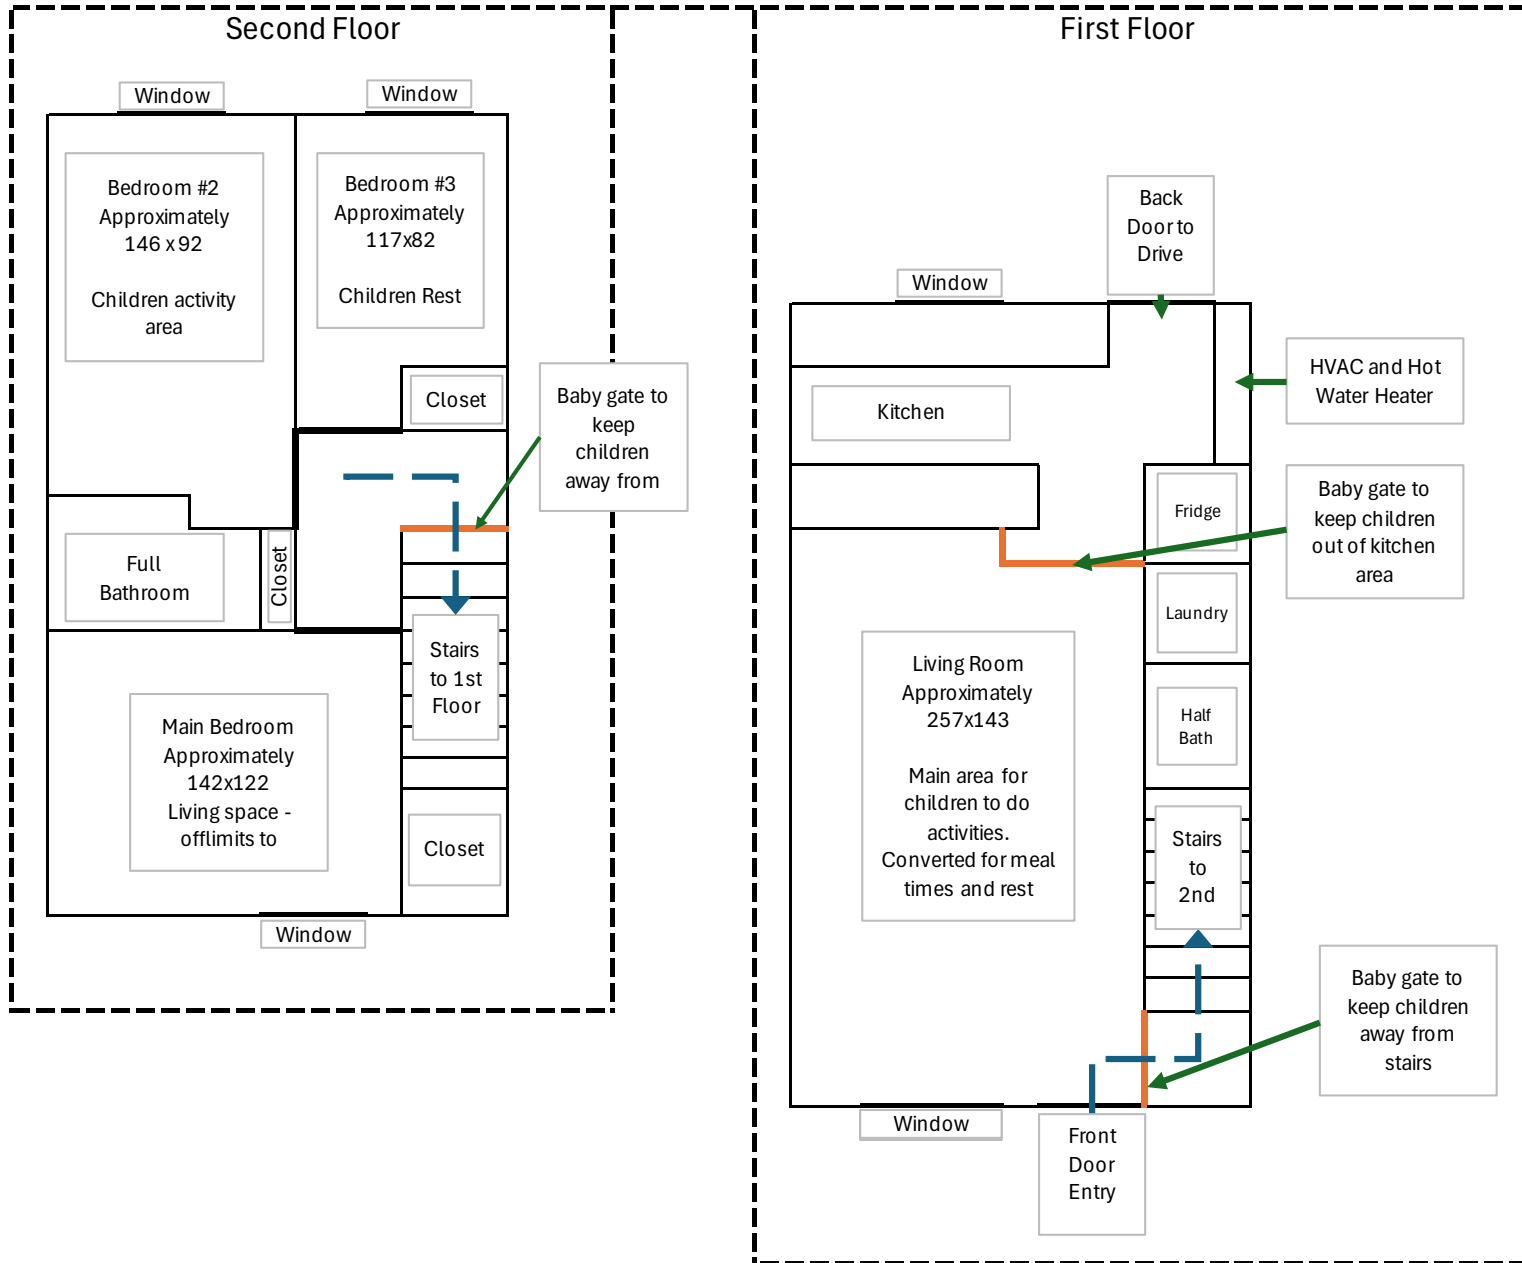 Second Floor
Window
Window
Bedroom #2
Approximately
146 x 92
Children activity
area
Bedroom #3
Approximately
117x82
Children Rest
Closet
Baby gate to
keep
children
away from
Full
Bathroom
Closet
Stairs
to 1st
Floor
Main Bedroom
Approximately
142x122
Living space -
offlimits to
Closet
Window
First Floor
Back
Door to
Drive
Window
HVAC and Hot
Water Heater
Kitchen
Fridge
Baby gate to
keep children
out of kitchen
area
Laundry
Living Room
Approximately
257x143
Main area for
children to do
activities.
Converted for meal
times and rest
Half
Bath
Stairs
to
2nd
Baby gate to
keep children
away from
stairs
Window
Front
Door
Entry